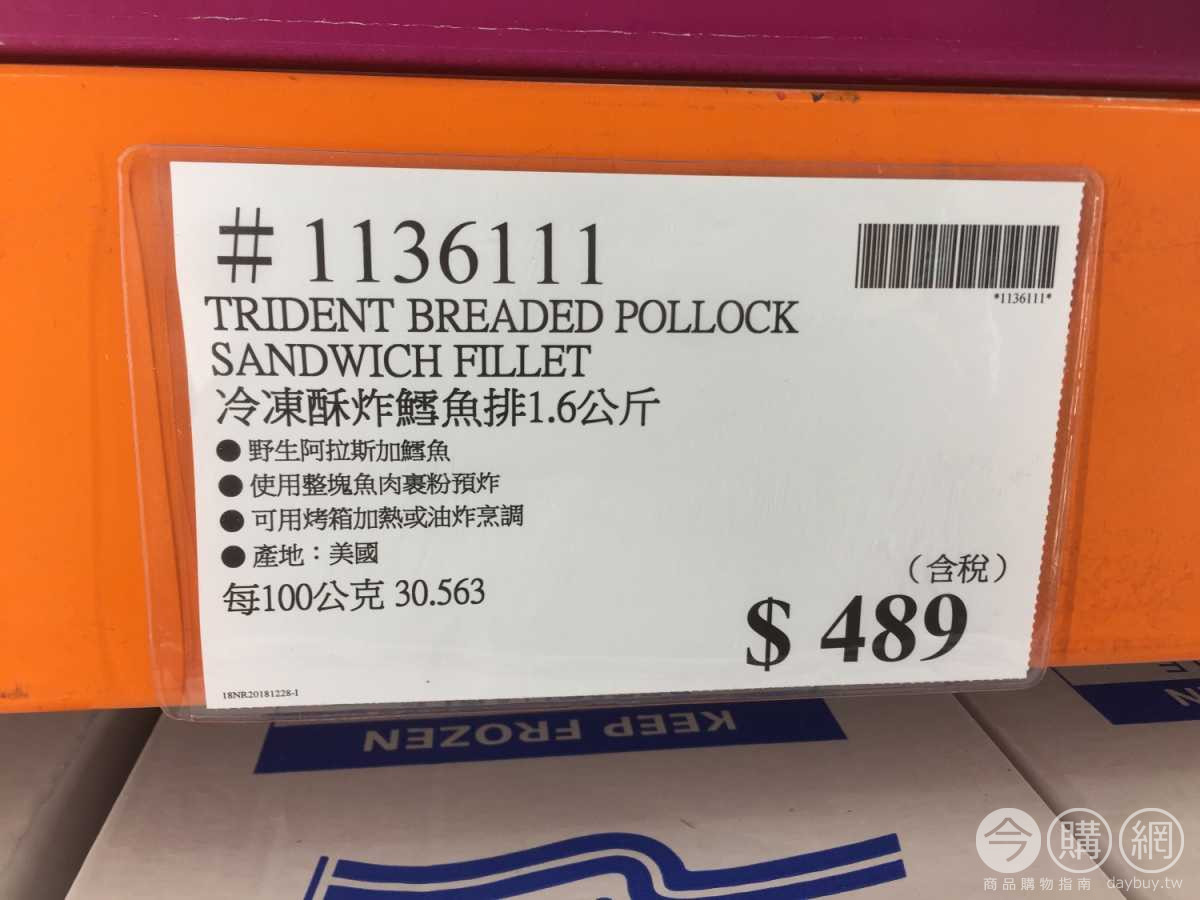 # 1136111
*1136111*
TRIDENT BREADED POLLOCK
SANDWICH FILLET
冷凍酥炸鱈魚排1.6公斤
● 野生阿拉斯加鱈魚
● 使用整塊魚肉裹粉預炸
● 可用烤箱加熱或油炸烹調
● 產地：美國
每100公克 30.563
（含稅）
$ 489
18NR20181228-1
KEEP FROZEN
今購網
商品購物指南 daybuy.tw